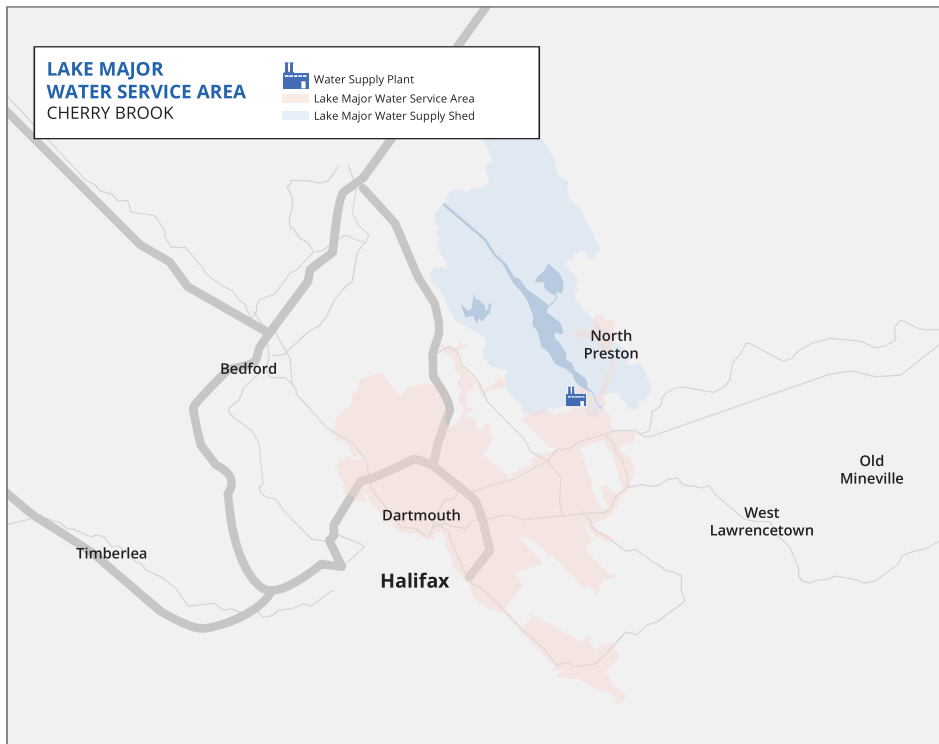 LAKE MAJOR
WATER SERVICE AREA
CHERRY BROOK
Water Supply Plant
Lake Major Water Service Area
Lake Major Water Supply Shed
North
Preston
Bedford
Old
Mineville
Dartmouth
West
Lawrencetown
Timberlea
Halifax